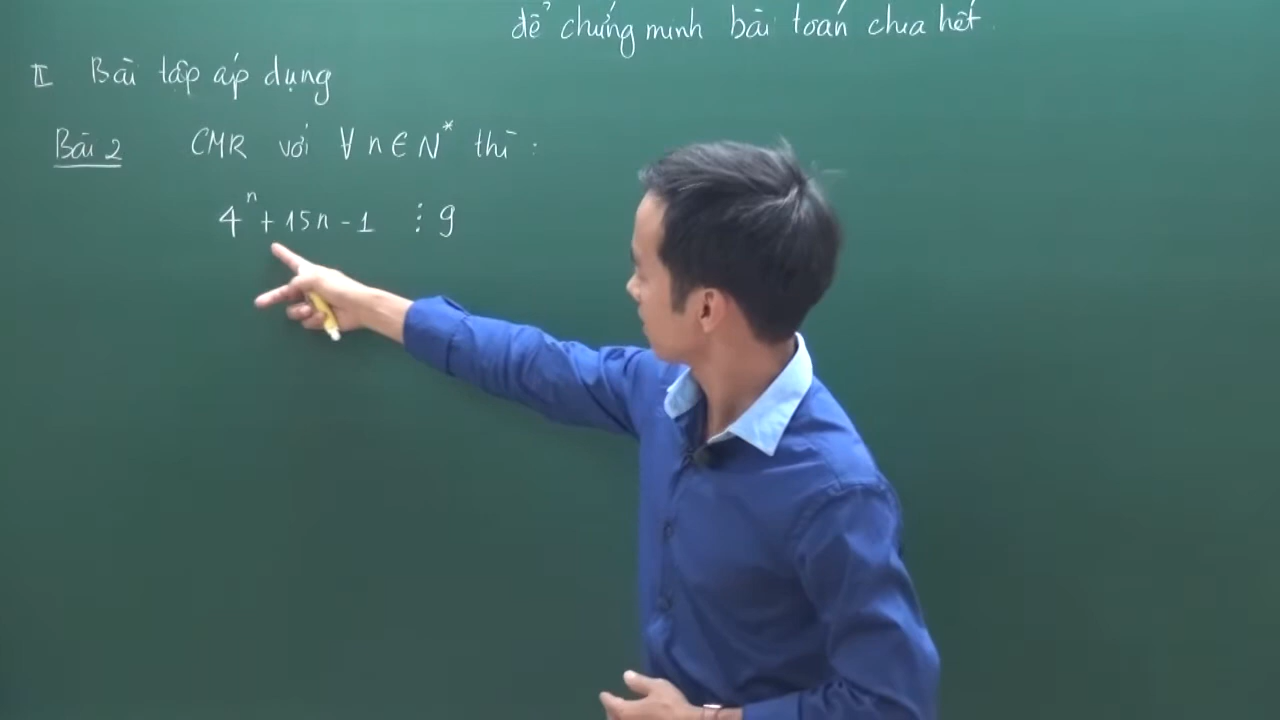 để chứng minh bài toán chia hết.
II Bài tập áp dụng
Bài 2 CMR với ∀ n ∈ N* thì :
4ⁿ + 15n - 1 ⋮ 9